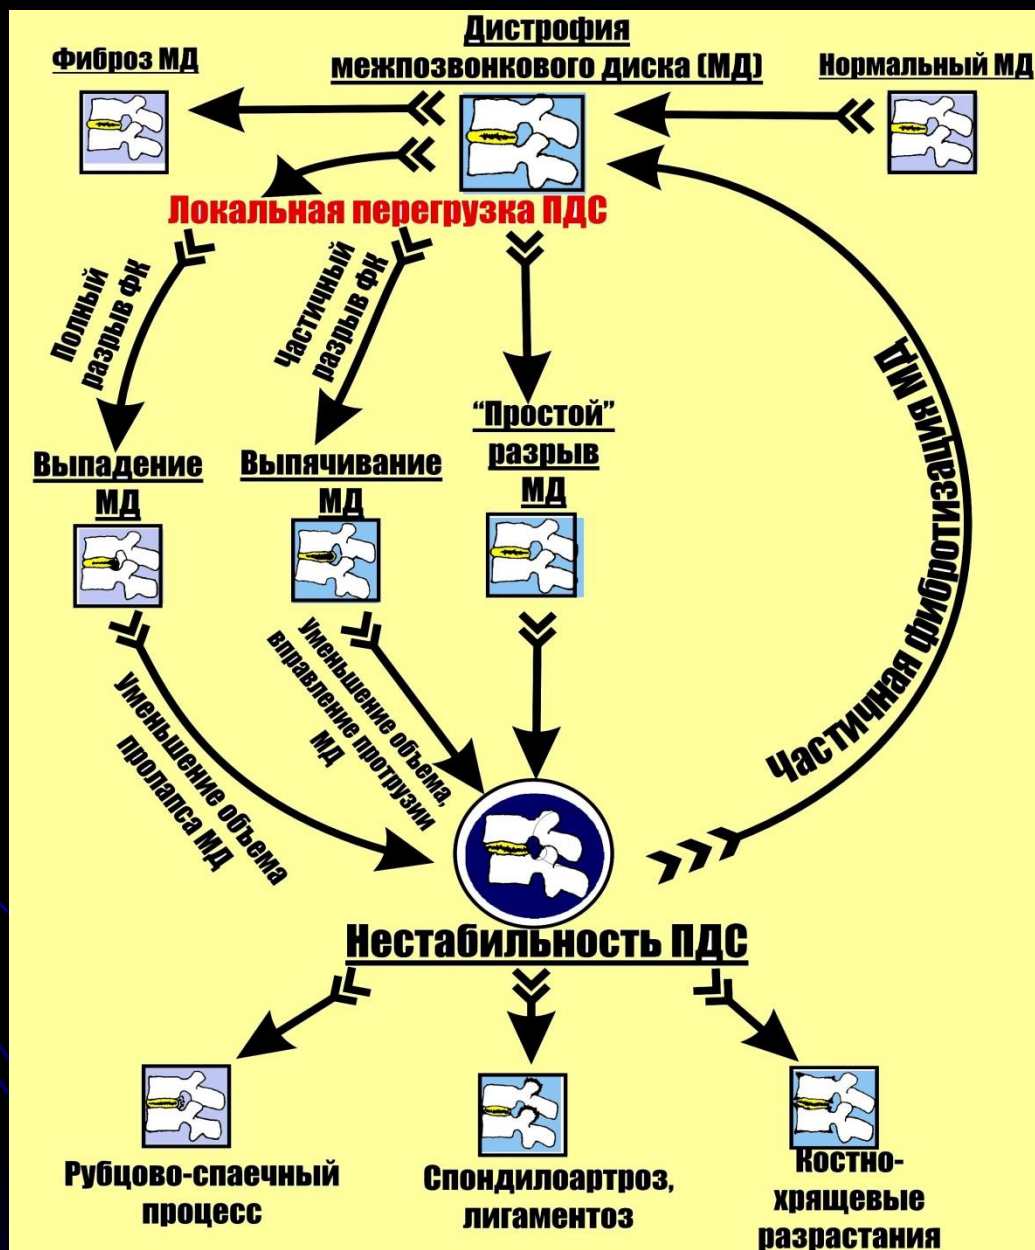 Дистрофия
межпозвонкового диска (МД)
Фиброз МД
Нормальный МД
Локальная перегрузка ПДС
Полный
разрыв ФК
Частичный
разрыв ФК
“Простой”
разрыв
МД
Выпадение
МД
Выпячивание
МД
Частичная фибротизация МД
Уменьшение объема
пролапса МД
Уменьшение объема,
вправление протрузии
МД
Нестабильность ПДС
Рубцово-спаечный
процесс
Спондилоартроз,
лигаментоз
Костно-
хрящевые
разрастания